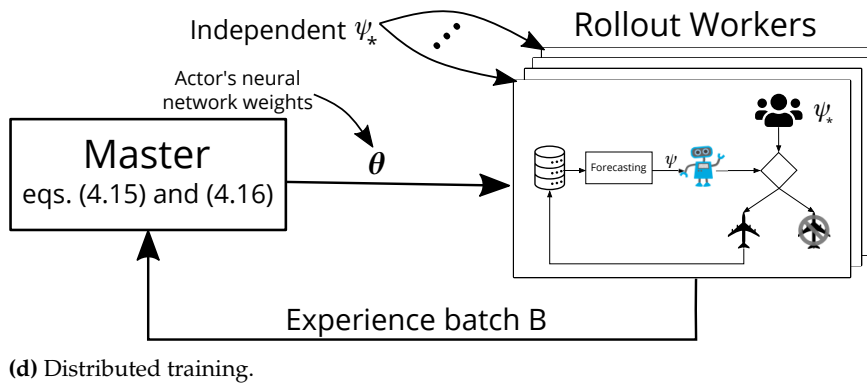 Independent ψ*
Rollout Workers
Actor's neural
network weights
Master
eqs. (4.15) and (4.16)
θ
ψ*
Forecasting
ψ
Experience batch B
(d) Distributed training.